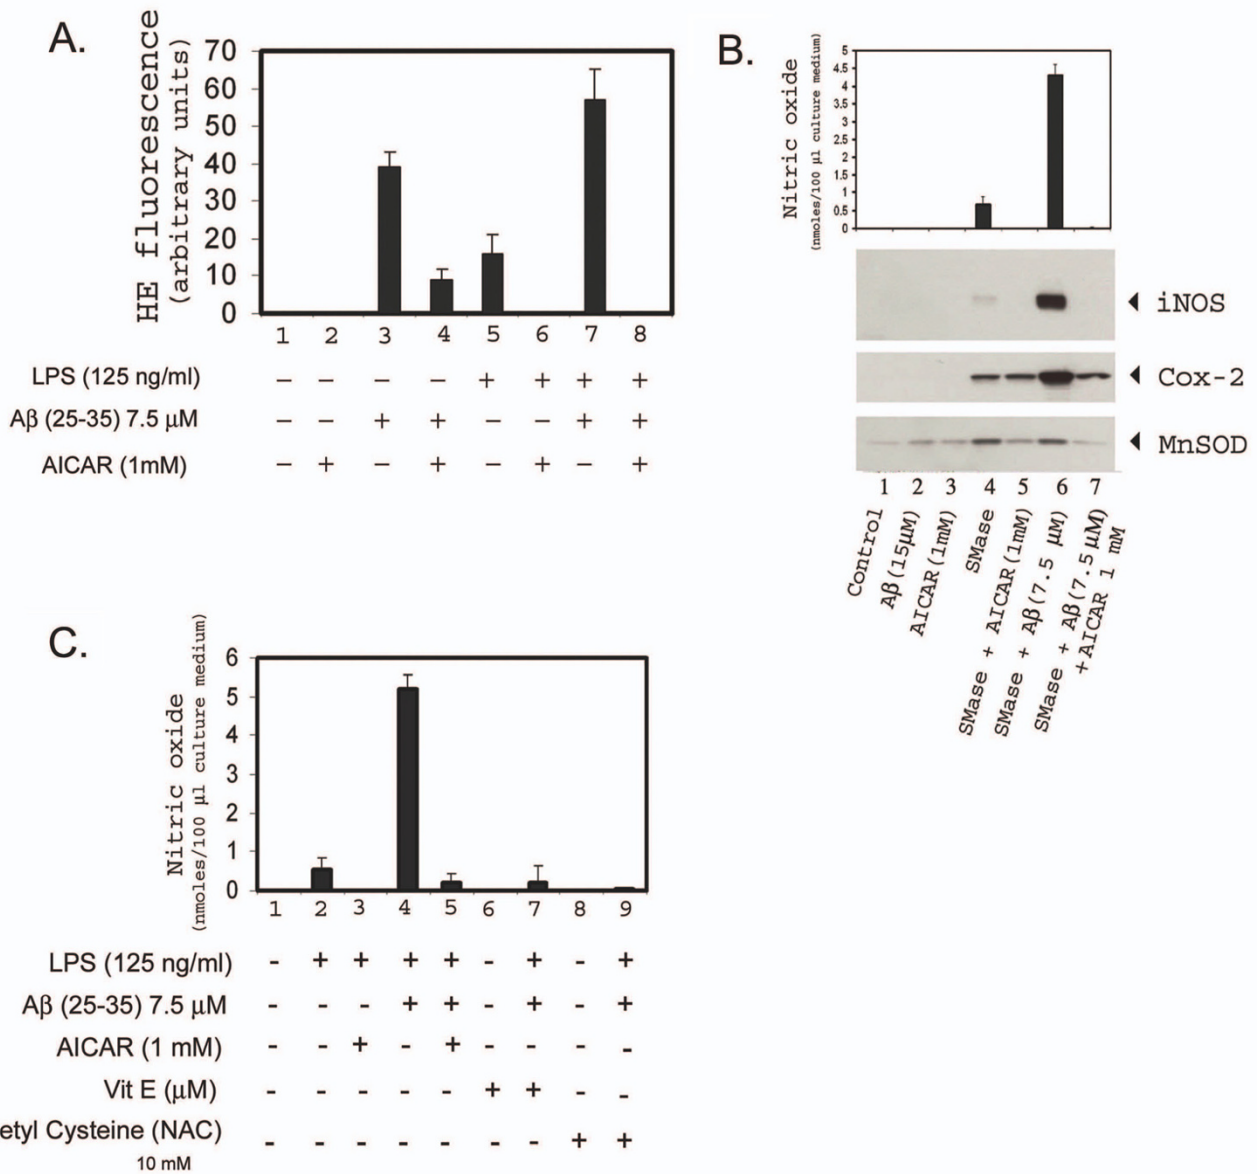 A.
HE fluorescence
(arbitrary units)
70
60
50
40
30
20
10
0
1 2 3 4 5 6 7 8
LPS (125 ng/ml) – – – – + + + +
Aβ (25-35) 7.5 μM – – + + – – + +
AICAR (1mM) – + – + – + – +
B.
Nitric oxide
(nmoles/100 μl culture medium)
5
4.5
4
3.5
3
2.5
2
1.5
1
0.5
0
iNOS
Cox-2
MnSOD
1 2 3 4 5 6 7
Control
Aβ(15μM)
AICAR(1mM)
SMase
SMase + AICAR(1mM)
SMase + Aβ(7.5 μM)
SMase + Aβ(7.5 μM)
+AICAR 1 mM
C.
Nitric oxide
(nmoles/100 μl culture medium)
6
5
4
3
2
1
0
1 2 3 4 5 6 7 8 9
LPS (125 ng/ml) - + + + + - + - +
Aβ (25-35) 7.5 μM - - - + + - + - +
AICAR (1 mM) - - + - + - - - -
Vit E (μM) - - - - - + + - -
etyl Cysteine (NAC) - - - - - - - + +
10 mM